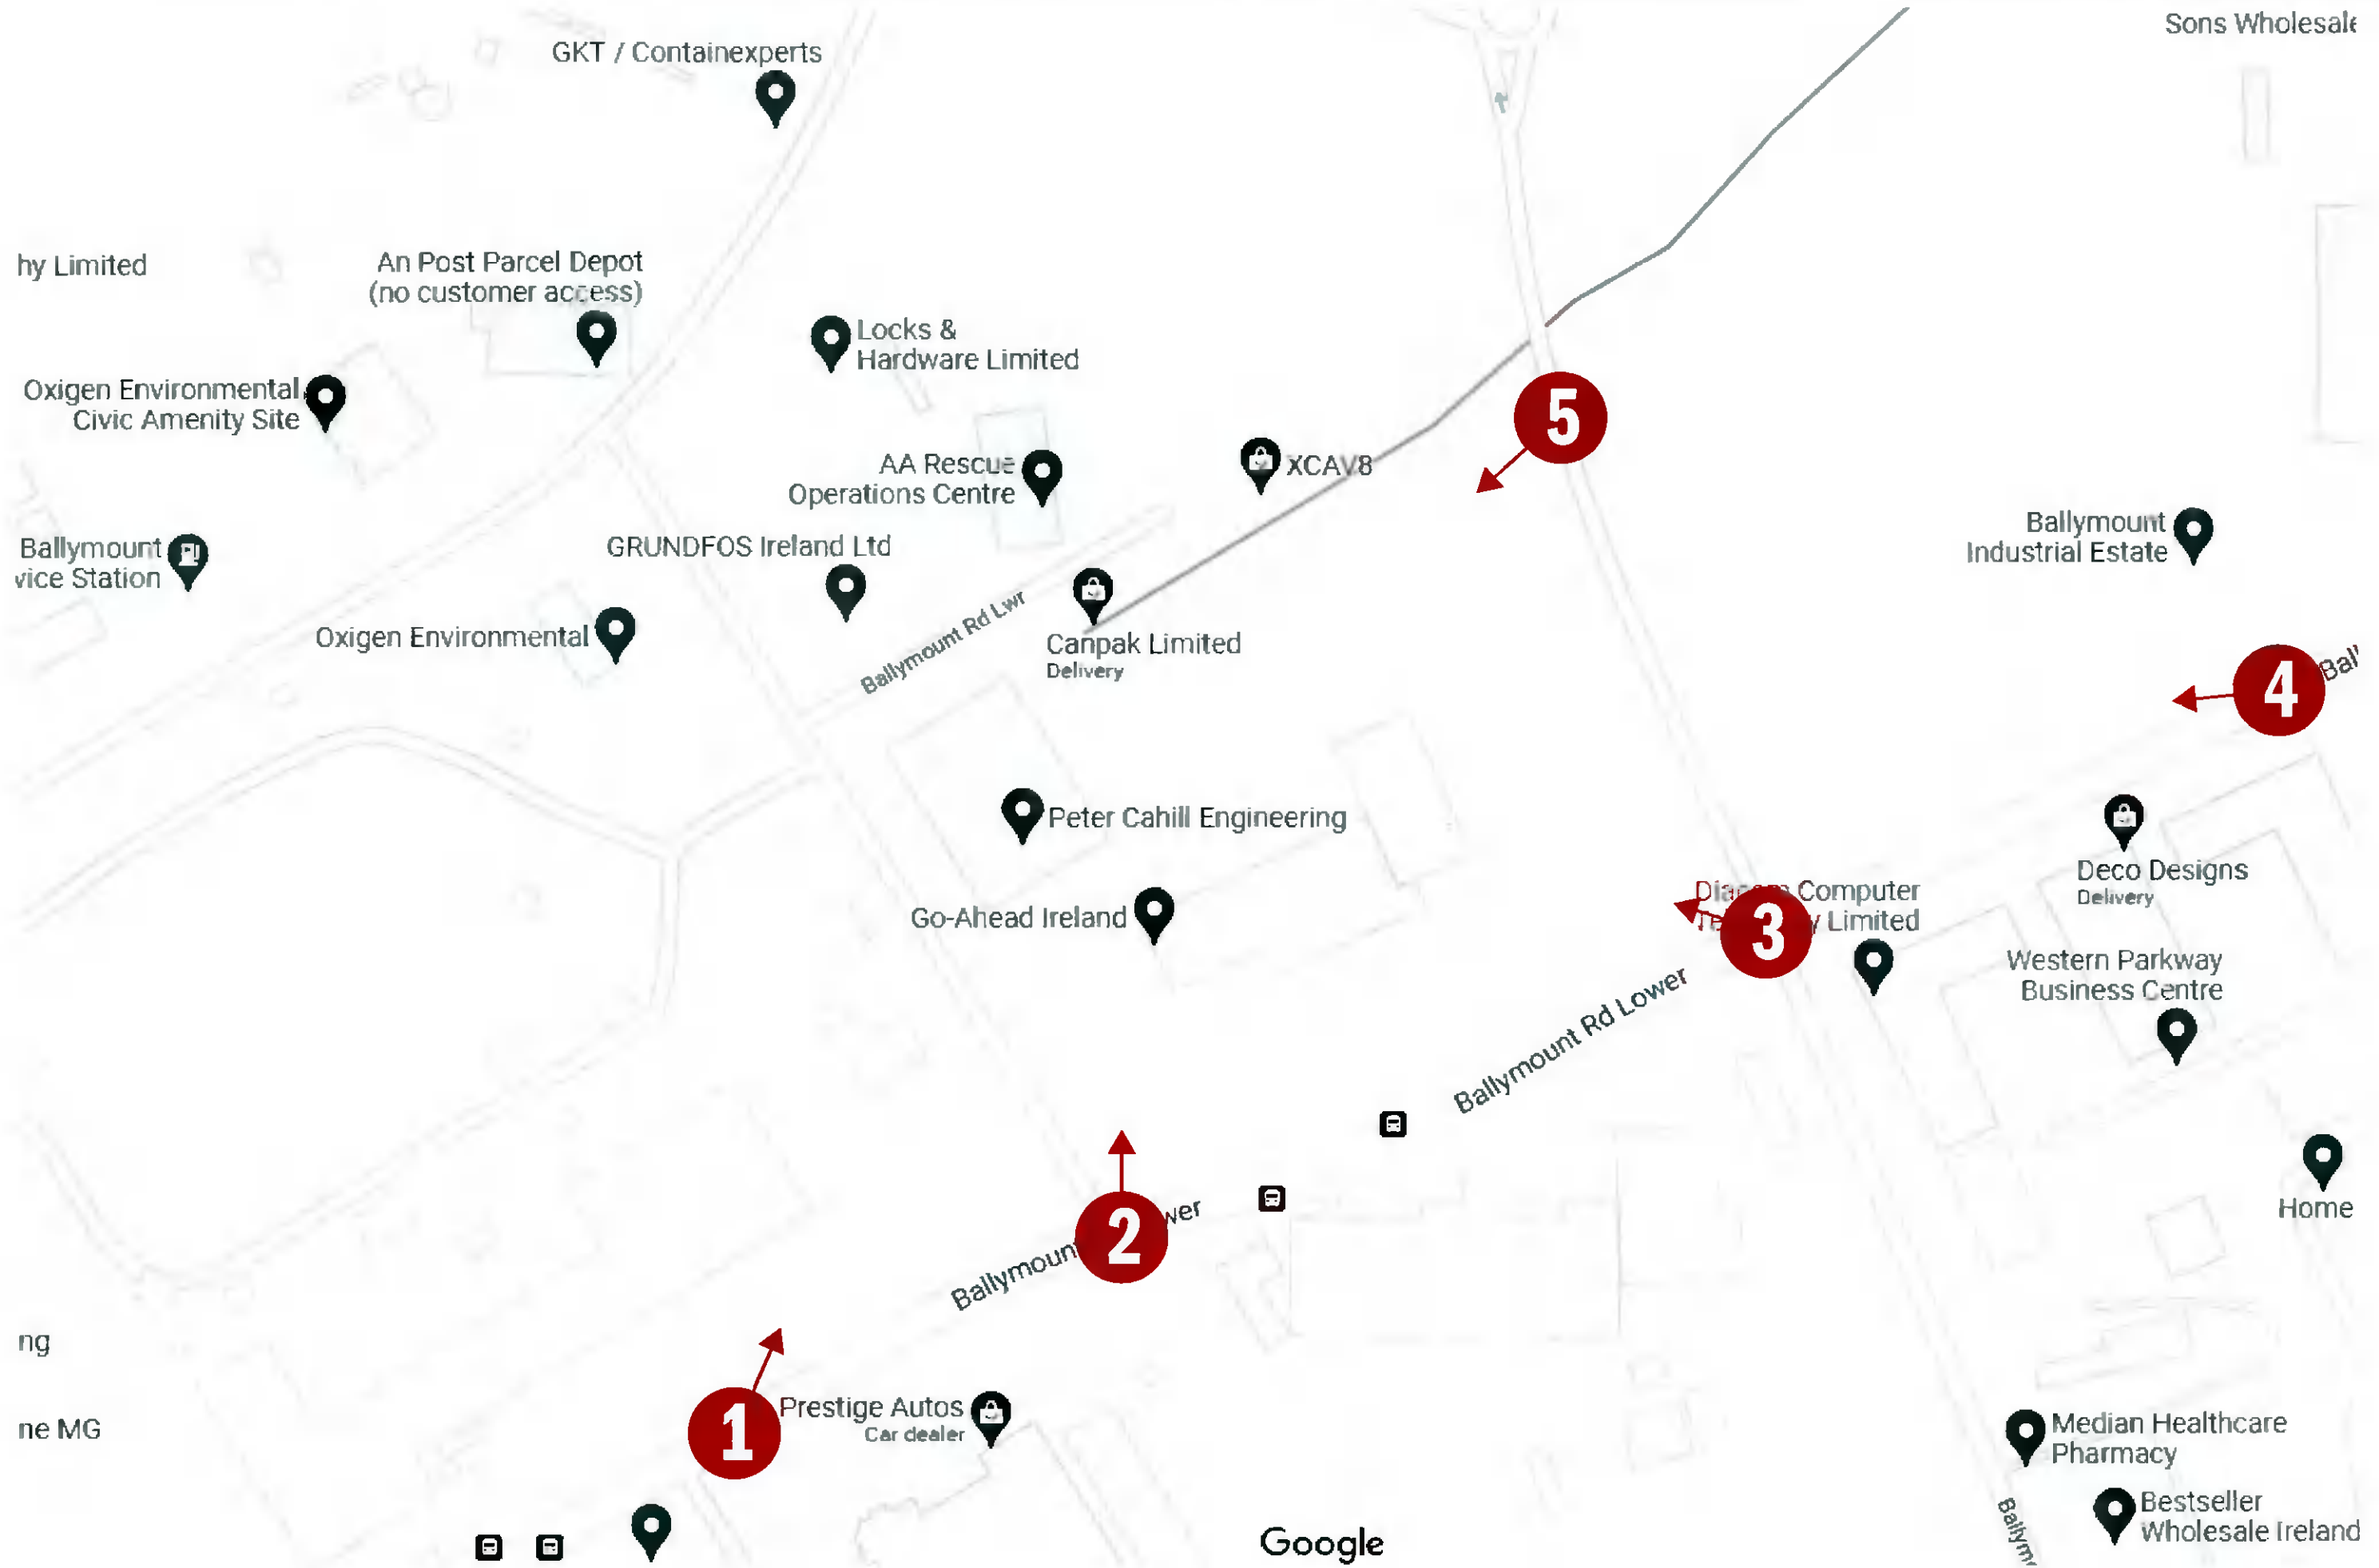 Sons Wholesale
GKT / Containexperts
hy Limited
An Post Parcel Depot
(no customer access)
Locks &
Hardware Limited
Oxigen Environmental
Civic Amenity Site
5
AA Rescue
Operations Centre
XCAV8
Ballymount
Industrial Estate
Ballymount
vice Station
GRUNDFOS Ireland Ltd
Oxigen Environmental
Ballymount Rd Lwr
Canpak Limited
Delivery
4
Ball
Peter Cahill Engineering
Deco Designs
Delivery
Go-Ahead Ireland
Computer
Limited
3
Western Parkway
Business Centre
Ballymount Rd Lower
Home
2
Ballymount
wer
ng
1
Prestige Autos
Car dealer
ne MG
Median Healthcare
Pharmacy
Bestseller
Wholesale Ireland
Ballym
Google